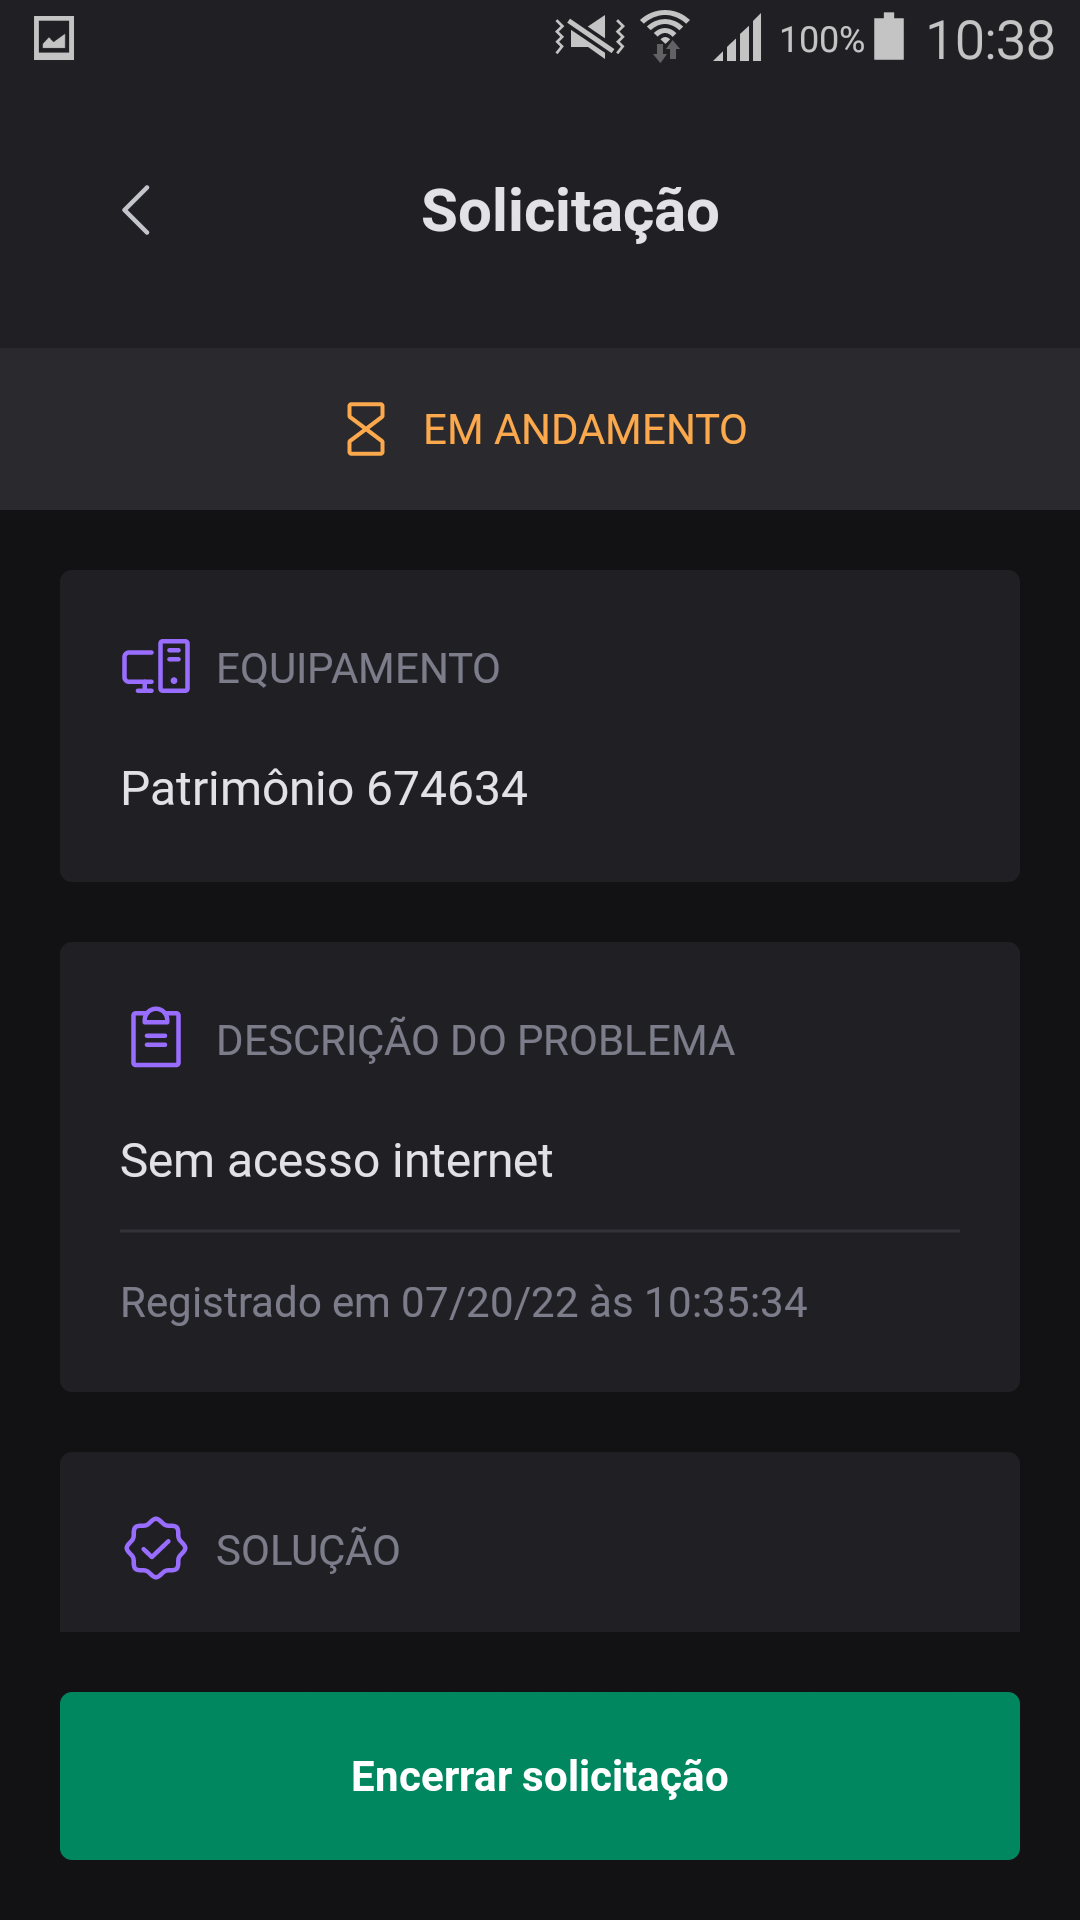 100% 10:38
Solicitação
EM ANDAMENTO
EQUIPAMENTO
Patrimônio 674634
DESCRIÇÃO DO PROBLEMA
Sem acesso internet
Registrado em 07/20/22 às 10:35:34
SOLUÇÃO
Encerrar solicitação